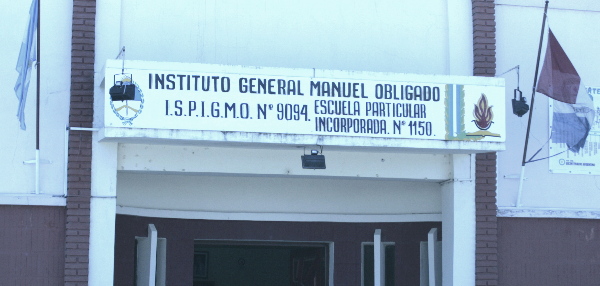 INSTITUTO GENERAL MANUEL OBLIGADO
I.S.P.I.G.M.O. Nº 9094. ESCUELA PARTICULAR
INCORPORADA. Nº 1150.